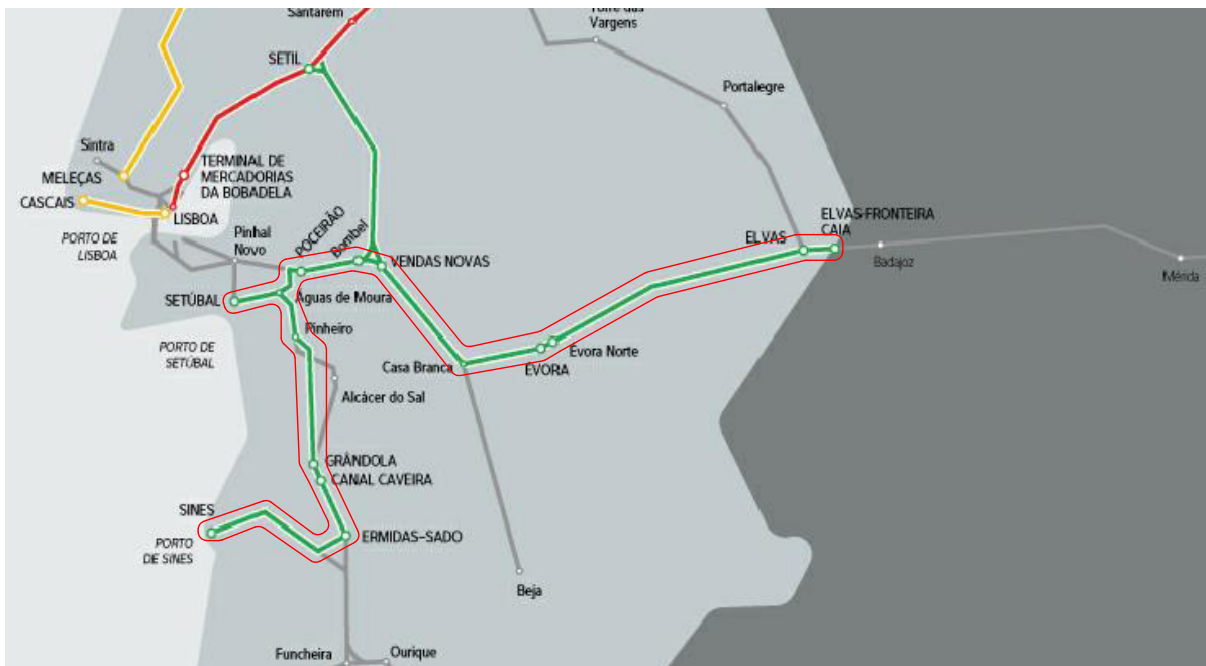 Santarem
Torre das
Vargens
SETIL
Portalegre
Sintra
TERMINAL DE
MERCADORIAS
DA BOBADELA
MELEÇAS
CASCAIS
LISBOA
ELVAS-FRONTEIRA
CAIA
PORTO DE
LISBOA
Pinhal
Novo
POCEIRÃO
Bombel
ELVAS
VENDAS NOVAS
Badajoz
Mérida
SETÚBAL
Águas de Moura
Pinheiro
PORTO DE
SETÚBAL
Évora Norte
Casa Branca
ÉVORA
Alcácer do Sal
GRÂNDOLA
CANAL CAVEIRA
SINES
ERMIDAS-SADO
PORTO
DE SINES
Beja
Funcheira
Ourique